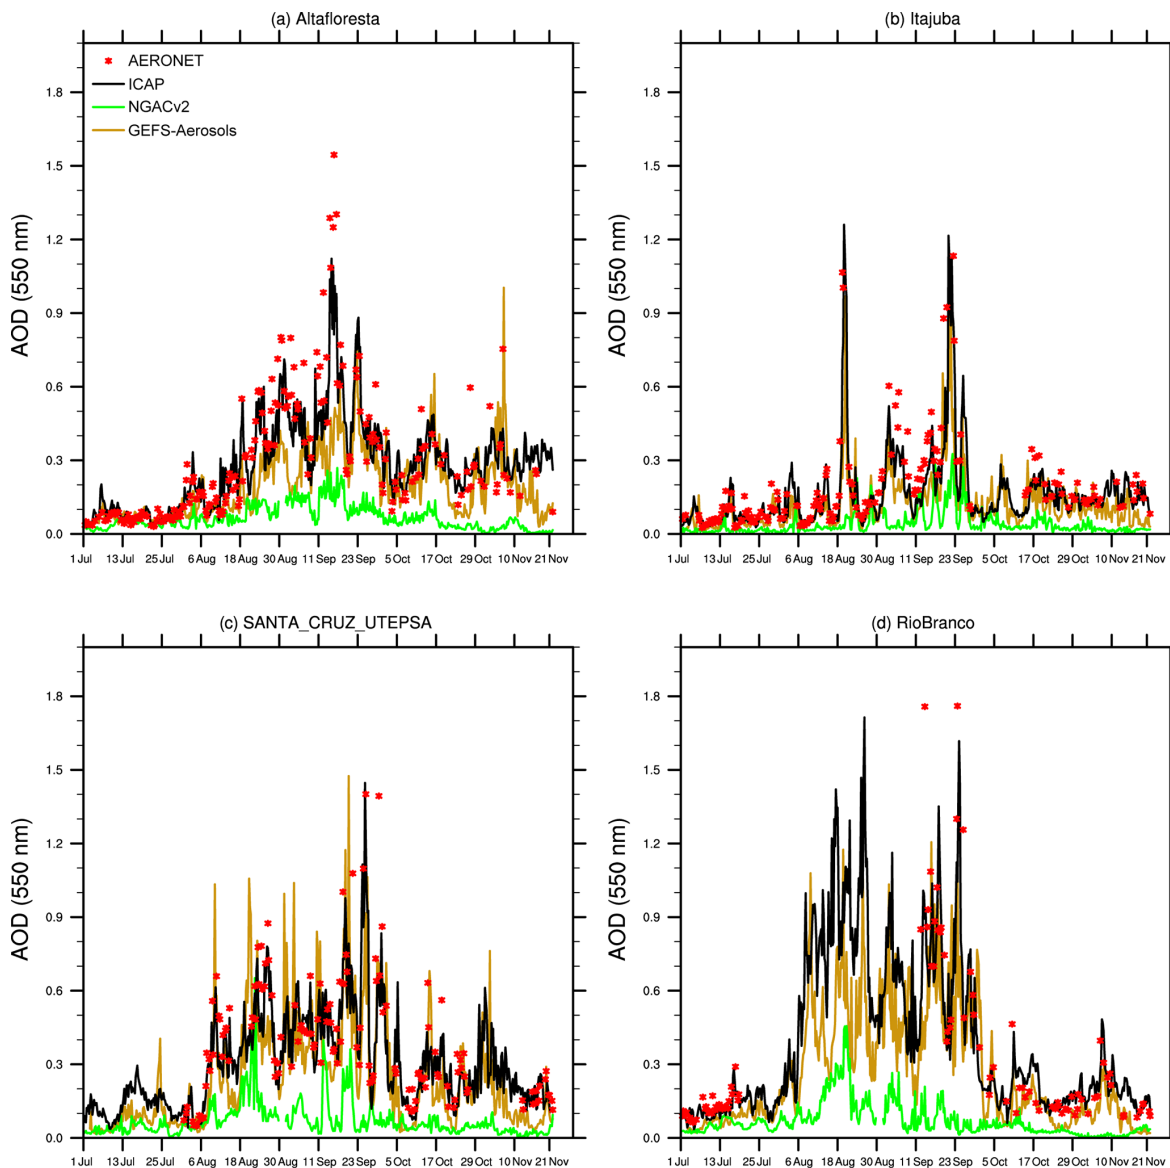 (a) Altafloresta
AERONET
ICAP
NGACv2
GEFS-Aerosols
AOD (550 nm)
1.8
1.5
1.2
0.9
0.6
0.3
0.0
1 Jul 13 Jul 25 Jul 6 Aug 18 Aug 30 Aug 11 Sep 23 Sep 5 Oct 17 Oct 29 Oct 10 Nov 21 Nov
(b) Itajuba
AOD (550 nm)
1.8
1.5
1.2
0.9
0.6
0.3
0.0
1 Jul 13 Jul 25 Jul 6 Aug 18 Aug 30 Aug 11 Sep 23 Sep 5 Oct 17 Oct 29 Oct 10 Nov 21 Nov
(c) SANTA_CRUZ_UTEPSA
AOD (550 nm)
1.8
1.5
1.2
0.9
0.6
0.3
0.0
1 Jul 13 Jul 25 Jul 6 Aug 18 Aug 30 Aug 11 Sep 23 Sep 5 Oct 17 Oct 29 Oct 10 Nov 21 Nov
(d) RioBranco
AOD (550 nm)
1.8
1.5
1.2
0.9
0.6
0.3
0.0
1 Jul 13 Jul 25 Jul 6 Aug 18 Aug 30 Aug 11 Sep 23 Sep 5 Oct 17 Oct 29 Oct 10 Nov 21 Nov